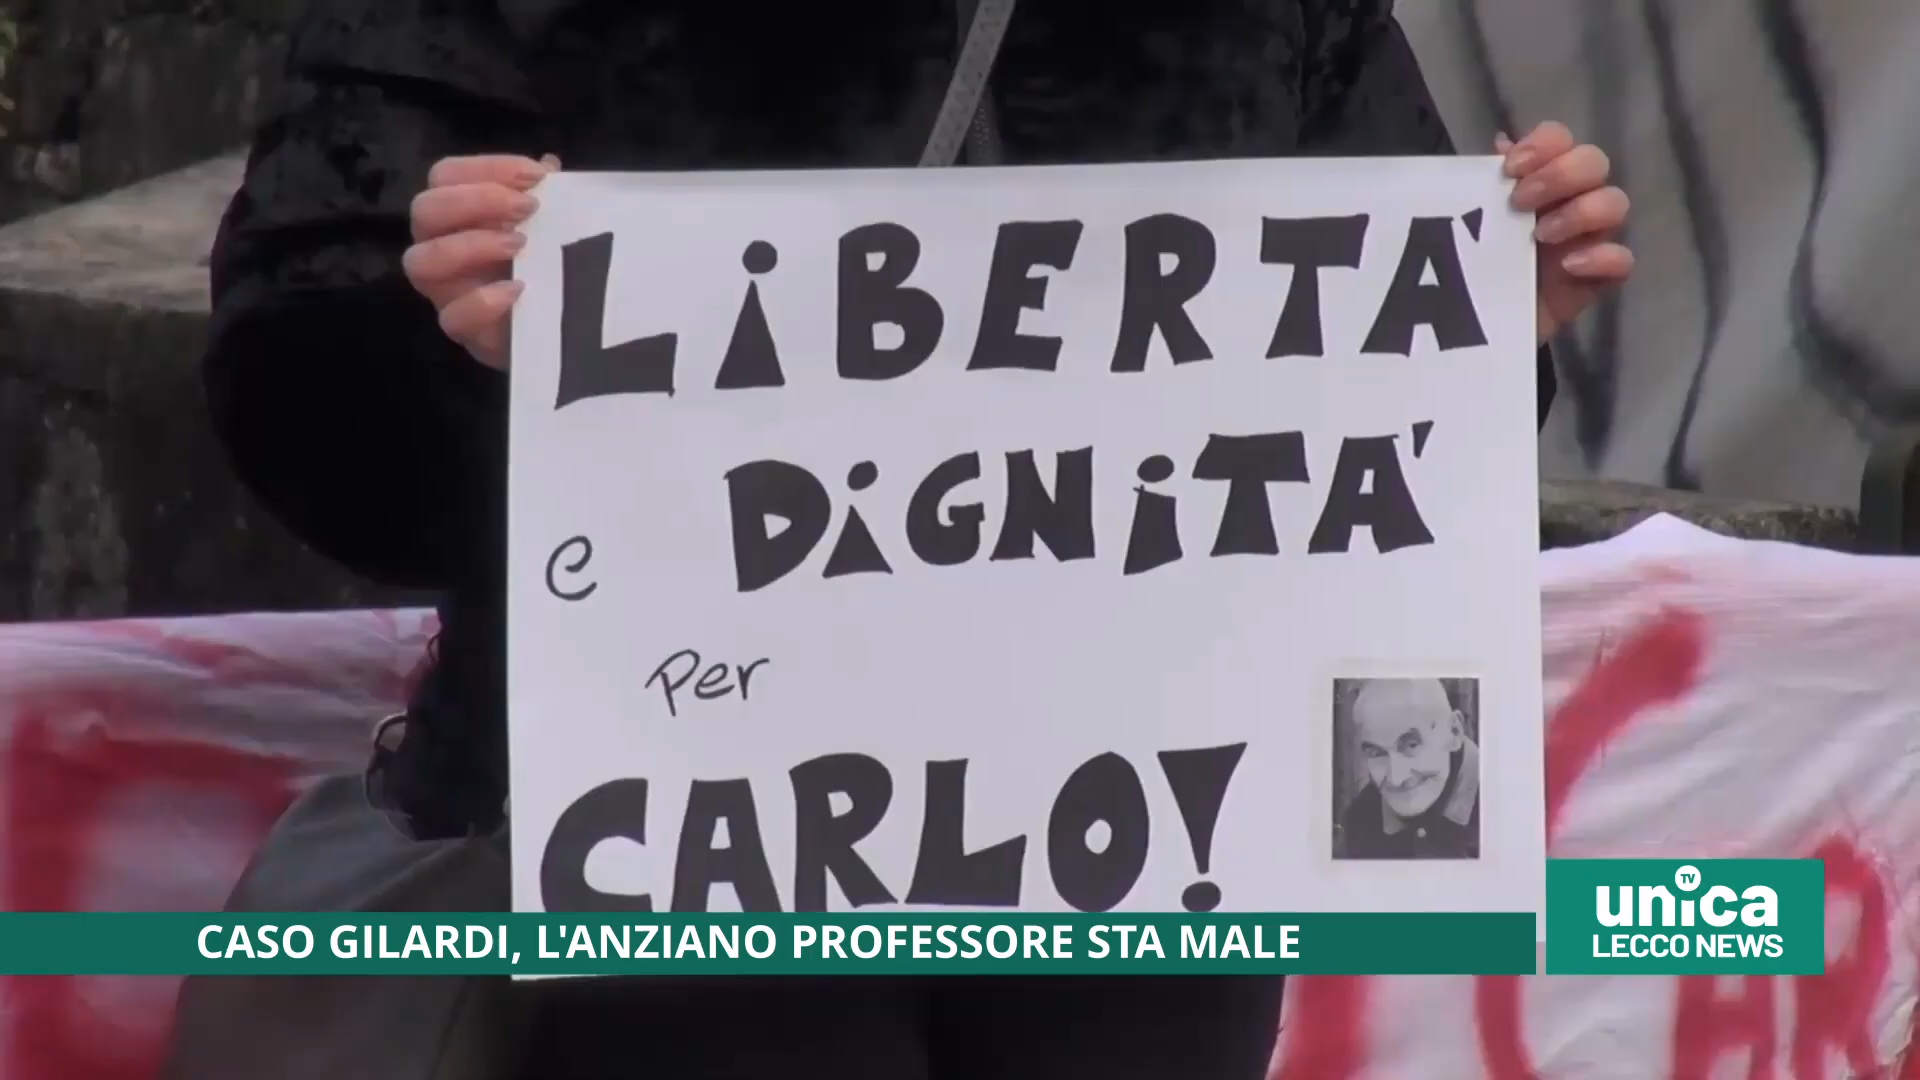 LiBERTA'
e DiGNiTA'
Per
CARLO!
CASO GILARDI, L'ANZIANO PROFESSORE STA MALE
unica TV
LECCO NEWS